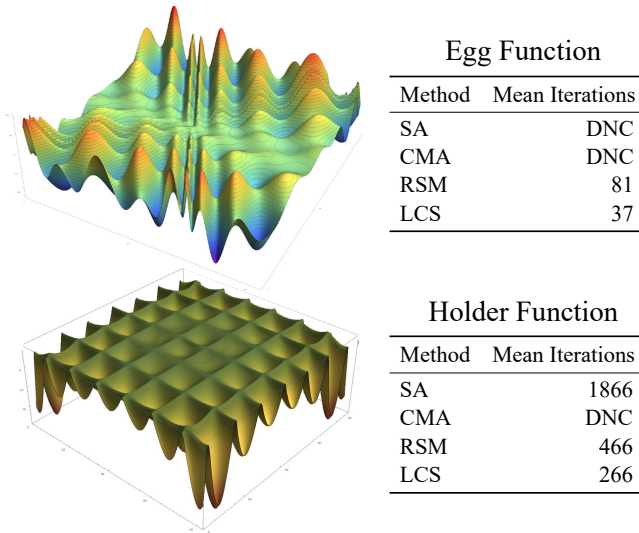 Egg Function
Method Mean Iterations
SA DNC
CMA DNC
RSM 81
LCS 37
Holder Function
Method Mean Iterations
SA 1866
CMA DNC
RSM 466
LCS 266